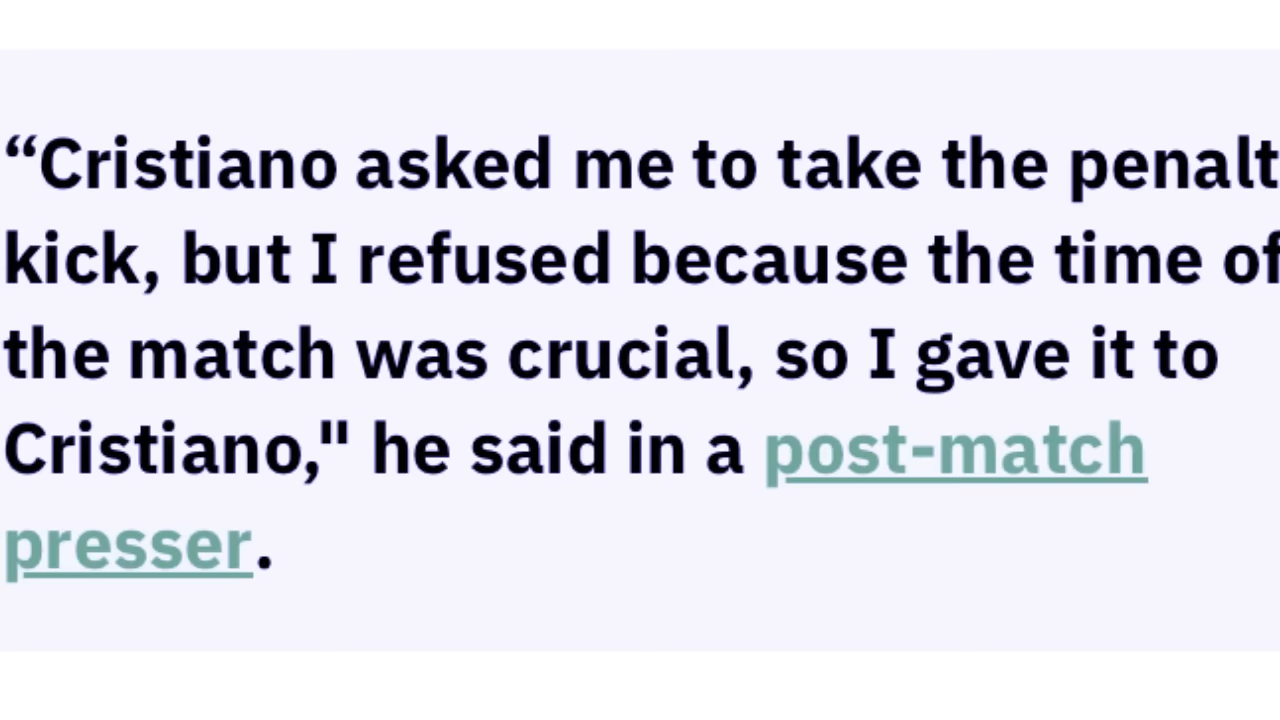 “Cristiano asked me to take the penalt
kick, but I refused because the time of
the match was crucial, so I gave it to
Cristiano," he said in a post-match
presser.